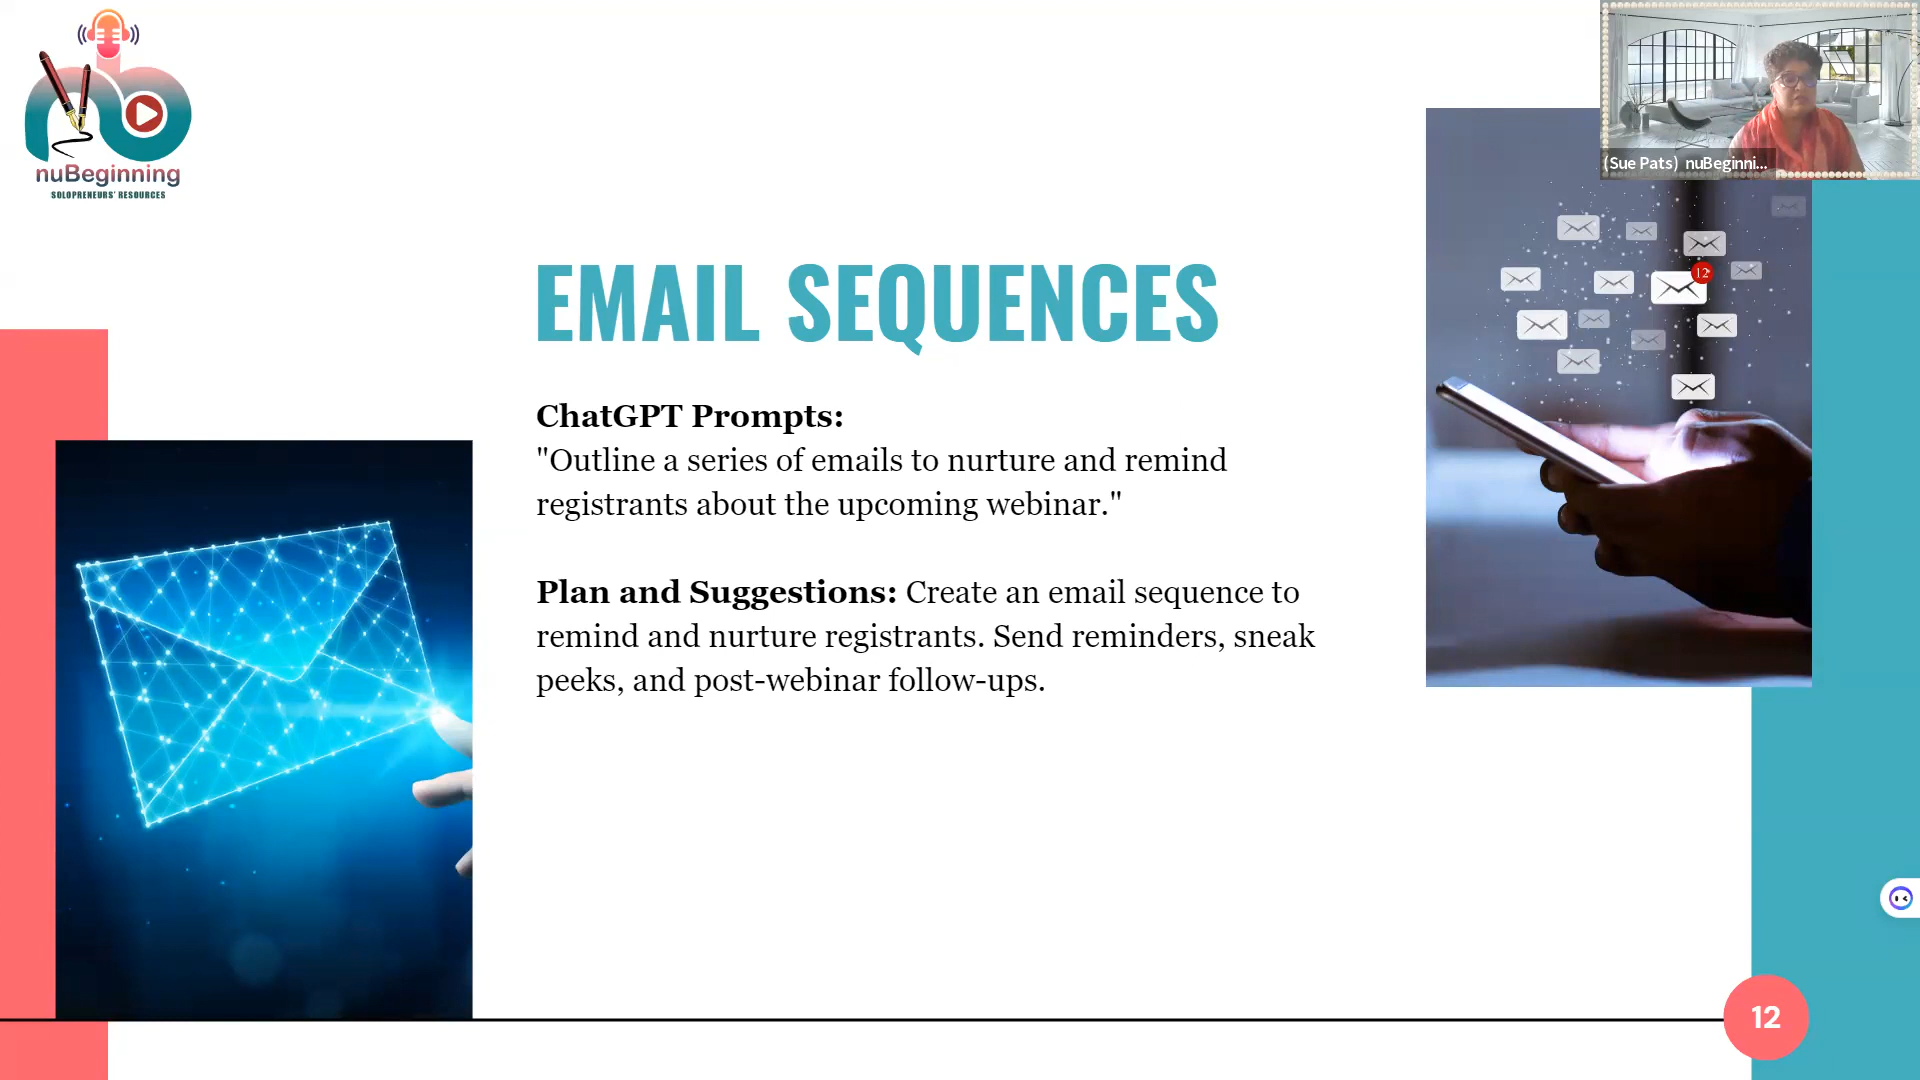 nuBeginning
SOLOPRENEURS' RESOURCES
(Sue Pats) nuBeginni...
12
EMAIL SEQUENCES
ChatGPT Prompts:
"Outline a series of emails to nurture and remind
registrants about the upcoming webinar."
Plan and Suggestions: Create an email sequence to
remind and nurture registrants. Send reminders, sneak
peeks, and post-webinar follow-ups.
12